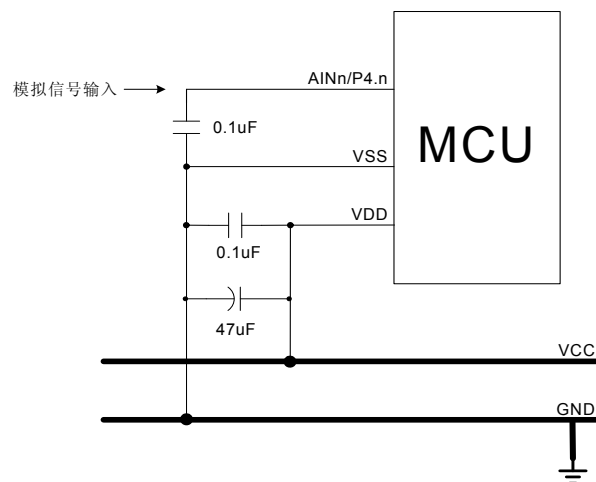 AINn/P4.n
模拟信号输入
0.1uF
MCU
VSS
VDD
0.1uF
47uF
VCC
GND